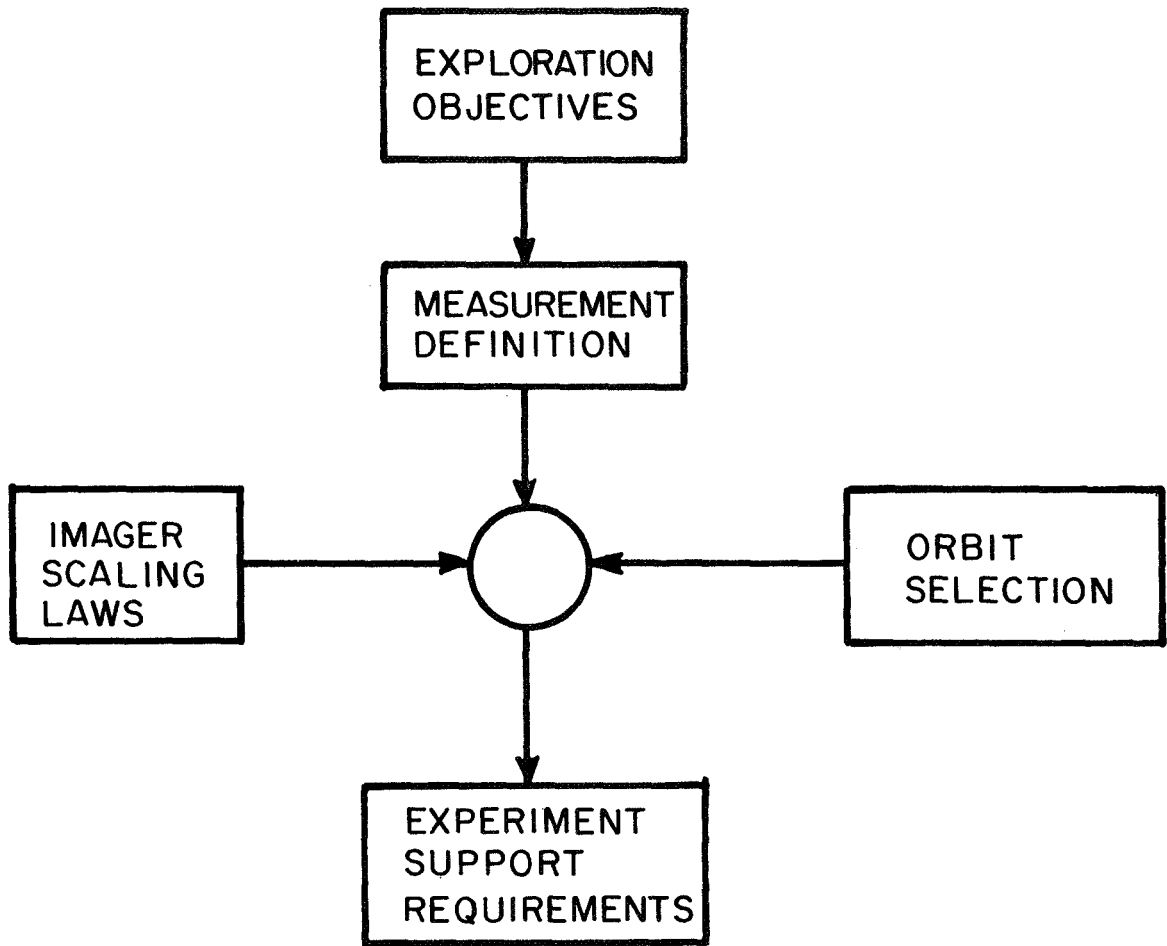 EXPLORATION
OBJECTIVES
MEASUREMENT
DEFINITION
IMAGER
SCALING
LAWS
ORBIT
SELECTION
EXPERIMENT
SUPPORT
REQUIREMENTS